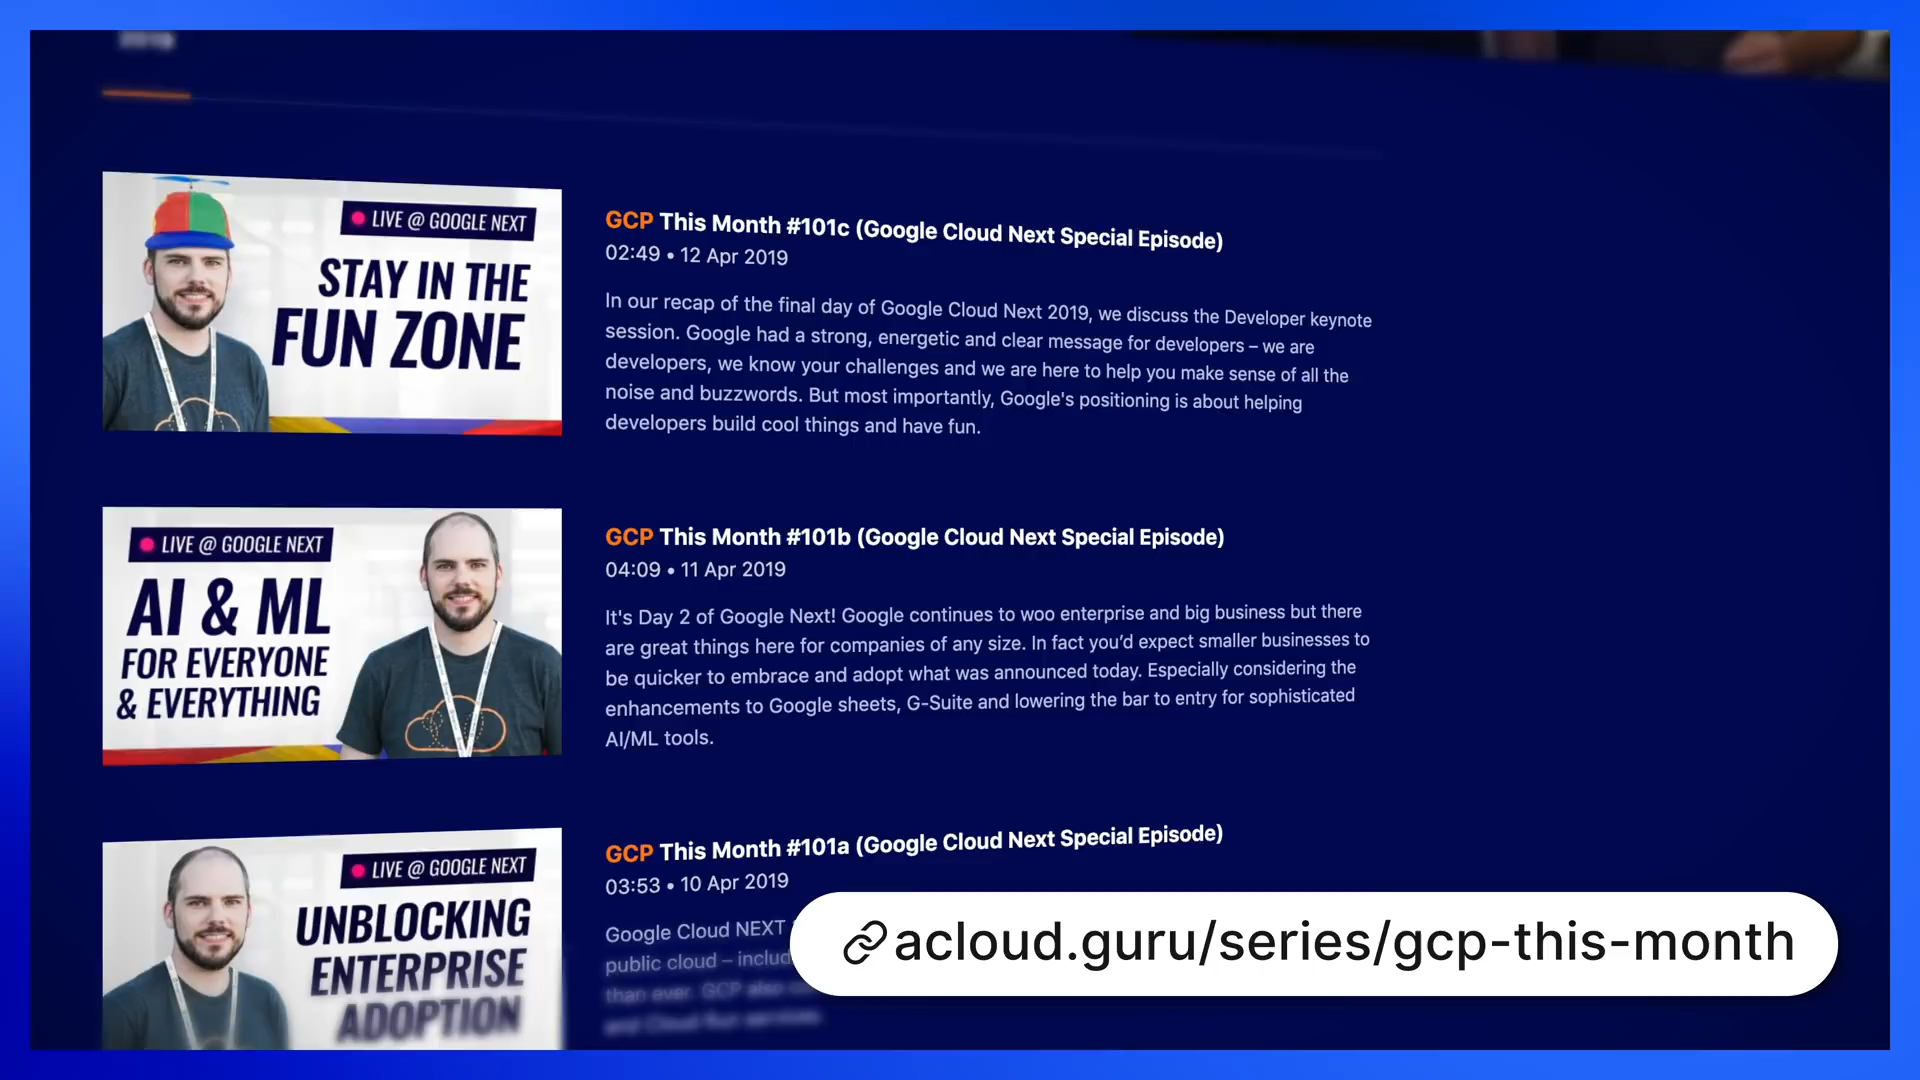 LIVE @ GOOGLE NEXT
STAY IN THE
FUN ZONE
GCP This Month #101c (Google Cloud Next Special Episode)
02:49 • 12 Apr 2019
In our recap of the final day of Google Cloud Next 2019, we discuss the Developer keynote
session. Google had a strong, energetic and clear message for developers – we are
developers, we know your challenges and we are here to help you make sense of all the
noise and buzzwords. But most importantly, Google's positioning is about helping
developers build cool things and have fun.
LIVE @ GOOGLE NEXT
AI & ML
FOR EVERYONE
& EVERYTHING
GCP This Month #101b (Google Cloud Next Special Episode)
04:09 • 11 Apr 2019
It's Day 2 of Google Next! Google continues to woo enterprise and big business but there
are great things here for companies of any size. In fact you’d expect smaller businesses to
be quicker to embrace and adopt what was announced today. Especially considering the
enhancements to Google sheets, G-Suite and lowering the bar to entry for sophisticated
AI/ML tools.
LIVE @ GOOGLE NEXT
UNBLOCKING
ENTERPRISE
ADOPTION
GCP This Month #101a (Google Cloud Next Special Episode)
03:53 • 10 Apr 2019
Google Cloud NEXT
public cloud – includ
than ever. GCP also
and Cloud Run services.
acloud.guru/series/gcp-this-month